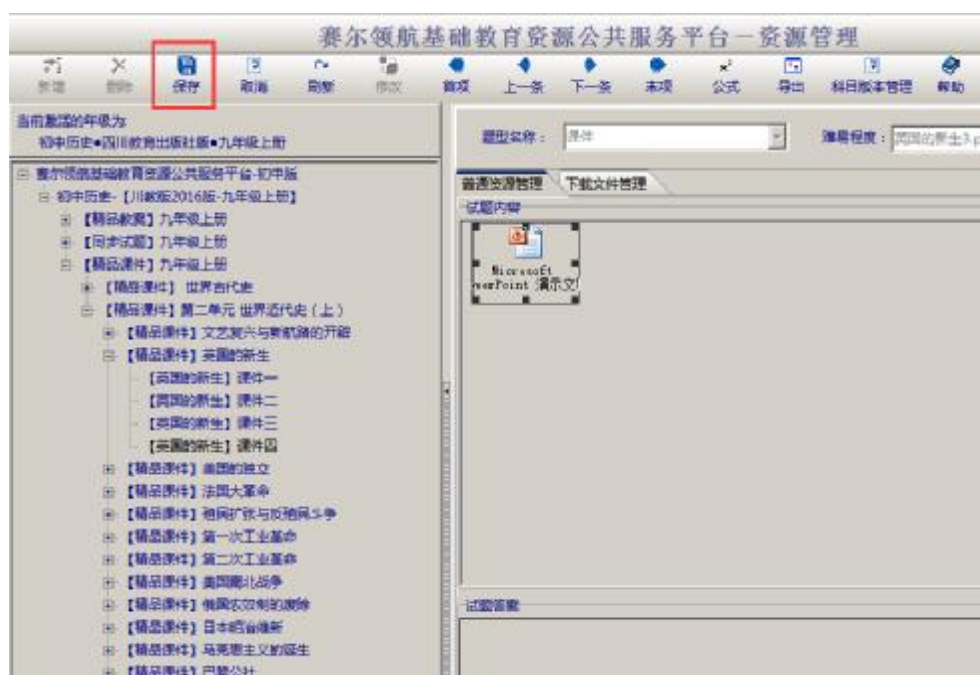 赛尔领航基础教育资源公共服务平台－资源管理
新增 删除 保存 取消 刷新 修改 首项 上一条 下一条 末项 公式 导出 科目版本管理 帮助
当前激活的年级为
初中历史●四川教育出版社版●九年级上册
题型名称： 课件 难易程度： 英国的新生3.p
赛尔领航基础教育资源公共服务平台-初中版
初中历史-【川教版2016版-九年级上册】
【精品教案】九年级上册
【同步试题】九年级上册
【精品课件】九年级上册
【精品课件】 世界古代史
【精品课件】第二单元 世界近代史（上）
【精品课件】文艺复兴与新航路的开辟
【精品课件】英国的新生
【英国的新生】课件一
【英国的新生】课件二
【英国的新生】课件三
【英国的新生】课件四
【精品课件】美国的独立
【精品课件】法国大革命
【精品课件】殖民扩张与反殖民斗争
【精品课件】第一次工业革命
【精品课件】第二次工业革命
【精品课件】美国南北战争
【精品课件】俄国农奴制的废除
【精品课件】日本明治维新
【精品课件】马克思主义的诞生
【精品课件】巴黎公社
普通资源管理 下载文件管理
试题内容
Microsoft
werPoint 演示文
试题答案